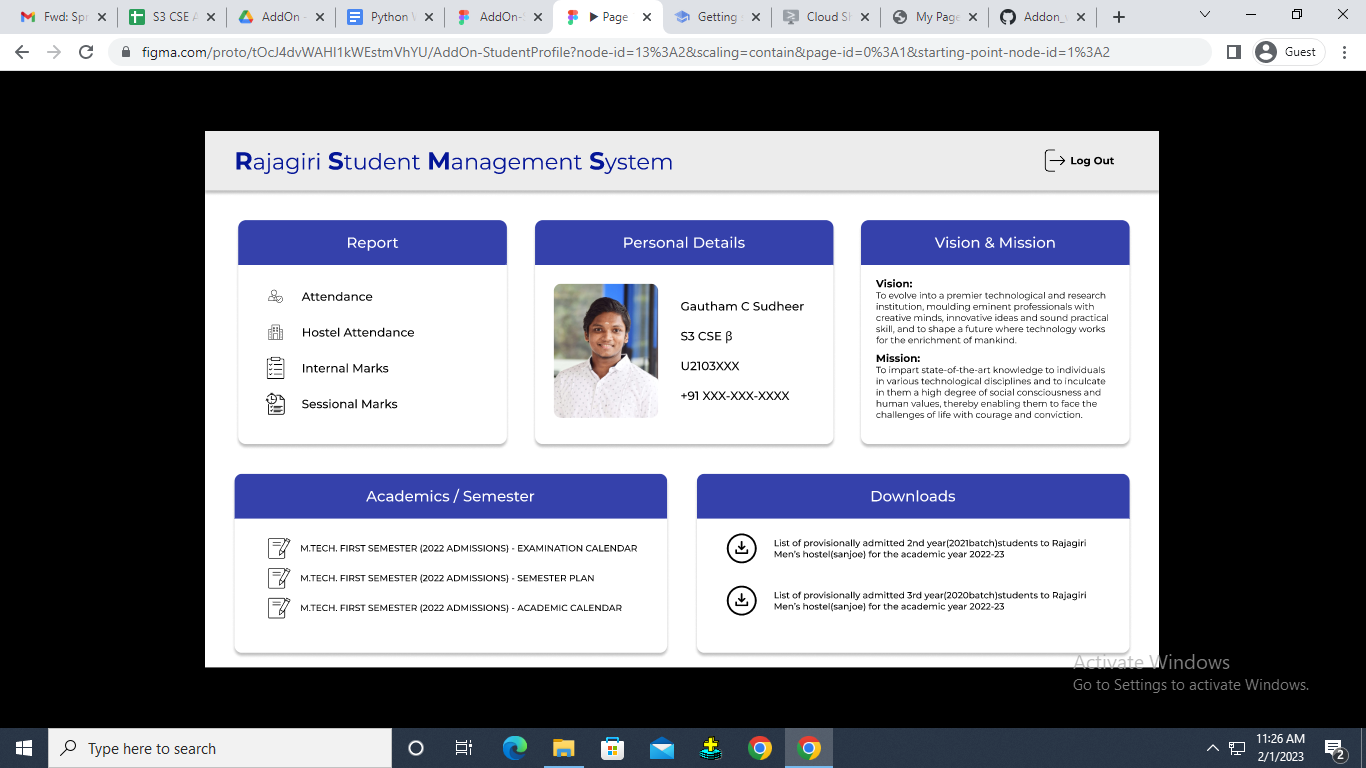 Fwd: Spr
S3 CSE A
AddOn -
Python V
AddOn-S
Page
Getting
Cloud Sh
My Page
Addon_
figma.com/proto/tOcJ4dvWAHI1kWEstmVhYU/AddOn-StudentProfile?node-id=13%3A2&scaling=contain&page-id=0%3A1&starting-point-node-id=1%3A2
Guest
Rajagiri Student Management System
Log Out
Report
Attendance
Hostel Attendance
Internal Marks
Sessional Marks
Personal Details
Gautham C Sudheer
S3 CSE β
U2103XXX
+91 XXX-XXX-XXXX
Vision & Mission
Vision:
To evolve into a premier technological and research
institution, moulding eminent professionals with
creative minds, innovative ideas and sound practical
skill, and to shape a future where technology works
for the enrichment of mankind.
Mission:
To impart state-of-the-art knowledge to individuals
in various technological disciplines and to inculcate
in them a high degree of social consciousness and
human values, thereby enabling them to face the
challenges of life with courage and conviction.
Academics / Semester
M.TECH. FIRST SEMESTER (2022 ADMISSIONS) - EXAMINATION CALENDAR
M.TECH. FIRST SEMESTER (2022 ADMISSIONS) - SEMESTER PLAN
M.TECH. FIRST SEMESTER (2022 ADMISSIONS) - ACADEMIC CALENDAR
Downloads
List of provisionally admitted 2nd year(2021batch)students to Rajagiri
Men's hostel(sanjoe) for the academic year 2022-23
List of provisionally admitted 3rd year(2020batch)students to Rajagiri
Men's hostel(sanjoe) for the academic year 2022-23
Activate Windows
Go to Settings to activate Windows.
Type here to search
11:26 AM
2/1/2023
2